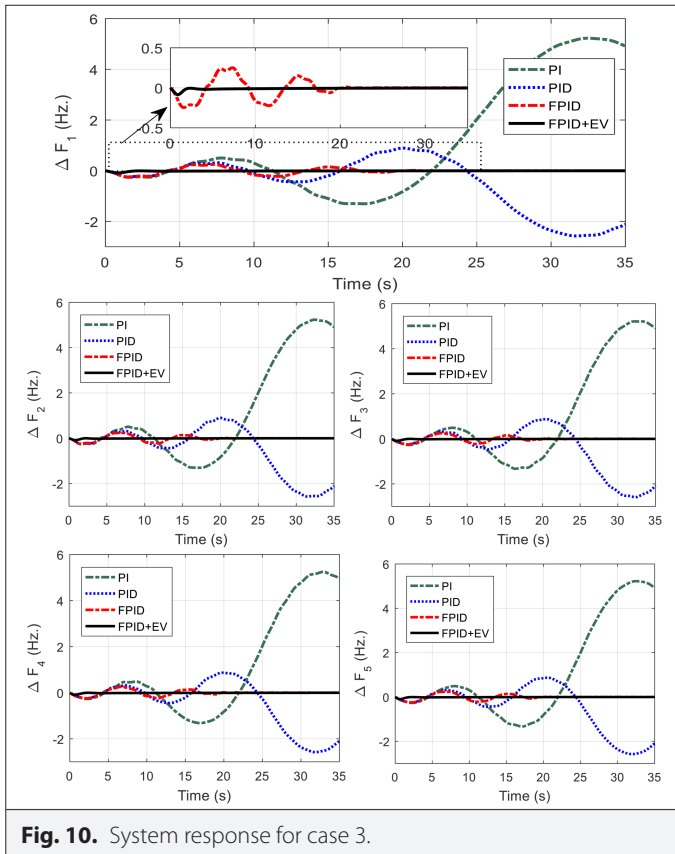 6
4
2
0
-2
Δ F1 (Hz.)
0.5
0
-0.5
0 10 20 30
PI
PID
FPID
FPID+EV
0 5 10 15 20 25 30 35
Time (s)
6
4
2
0
-2
Δ F2 (Hz.)
PI
PID
FPID
FPID+EV
0 5 10 15 20 25 30 35
Time (s)
6
4
2
0
-2
Δ F3 (Hz.)
PI
PID
FPID
FPID+EV
0 5 10 15 20 25 30 35
Time (s)
6
4
2
0
-2
Δ F4 (Hz.)
PI
PID
FPID
FPID+EV
0 5 10 15 20 25 30 35
Time (s)
6
4
2
0
-2
Δ F5 (Hz.)
PI
PID
FPID
FPID+EV
0 5 10 15 20 25 30 35
Time (s)
Fig. 10. System response for case 3.